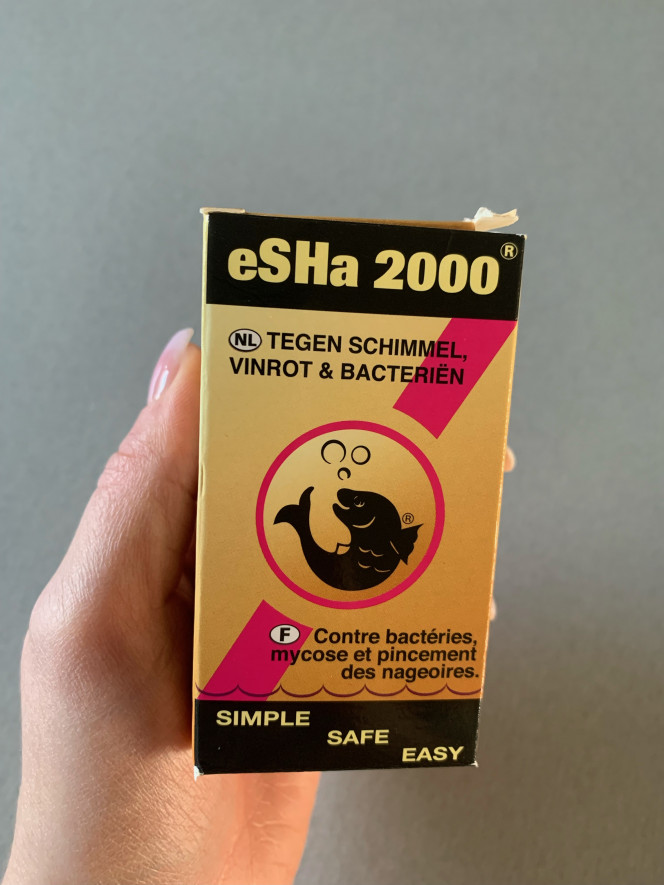 eSHa 2000®
NL TEGEN SCHIMMEL,
VINROT & BACTERIËN
®
F Contre bactéries,
mycose et pincement
des nageoires.
SIMPLE
SAFE
EASY